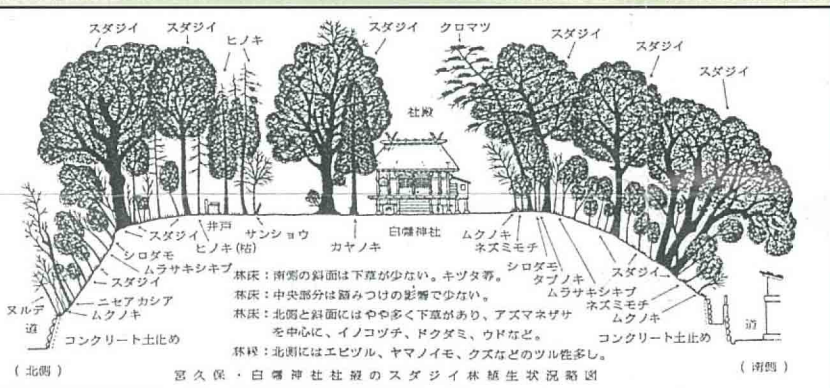 スダジイ
スダジイ
ヒノキ
スダジイ
クロマツ
スダジイ
スダジイ
スダジイ
社殿
井戸
スダジイ
ヒノキ(枯)
サンショウ
カヤノキ
白幡神社
ムクノキ
ネズミモチ
シロダモ
タブノキ
ムラサキシキブ
スダジイ
ネズミモチ
ムクノキ
シロダモ
ムラサキシキブ
スダジイ
ニセアカシア
ムクノキ
ヌルデ
道
コンクリート土止め
(北側)
林床:南側の斜面は下草が少ない。キヅタ等。
林床:中央部分は踏みつけの影響で少ない。
林床:北側と斜面にはやや多く下草があり、アズマネザサ
を中心に、イノコヅチ、ドクダミ、ウドなど。
林縁:北側にはエビヅル、ヤマノイモ、クズなどのツル性多し。
道
コンクリート土止め
(南側)
宮久保・白幡神社社殿のスダジイ林植生状況略図